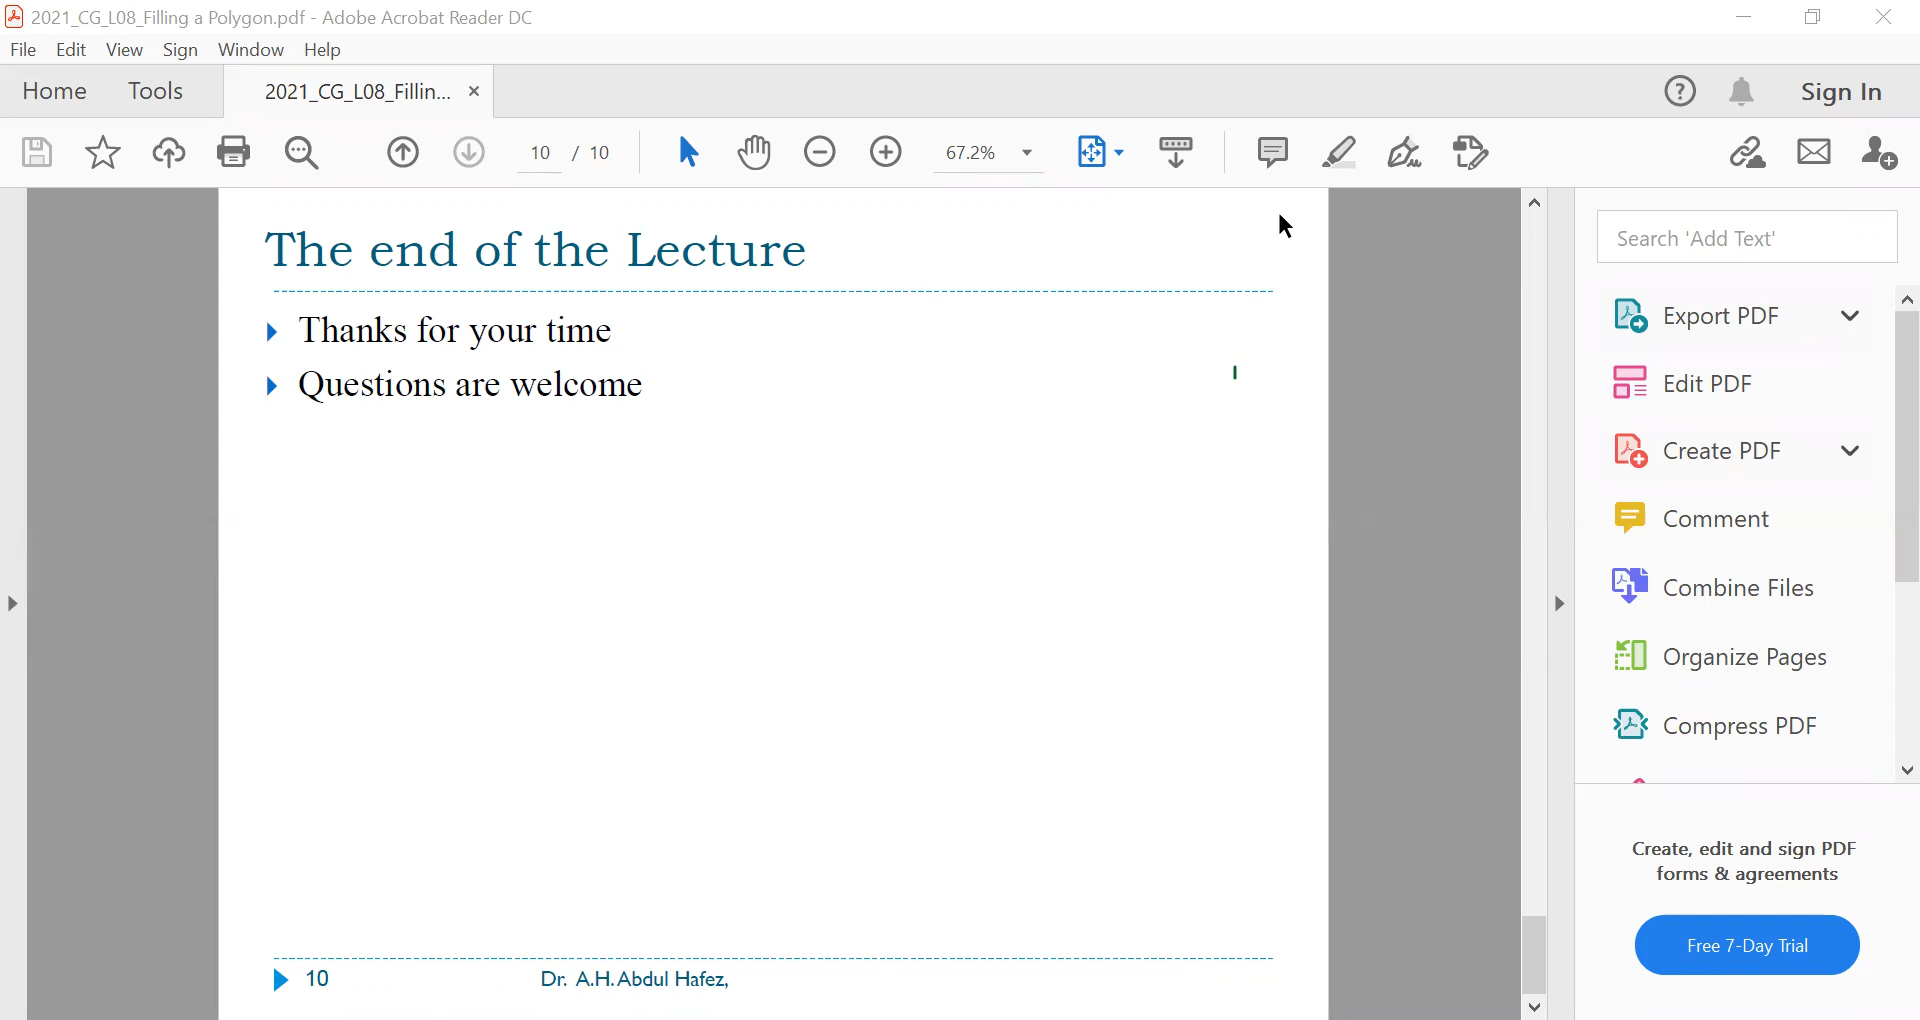 2021_CG_L08_Filling a Polygon.pdf - Adobe Acrobat Reader DC
File Edit View Sign Window Help
Home Tools 2021_CG_L08_Fillin... Sign In
10 / 10 67.2%
The end of the Lecture
Thanks for your time
Questions are welcome
10 Dr. A.H.Abdul Hafez,
Search 'Add Text'
Export PDF
Edit PDF
Create PDF
Comment
Combine Files
Organize Pages
Compress PDF
Create, edit and sign PDF
forms & agreements
Free 7-Day Trial